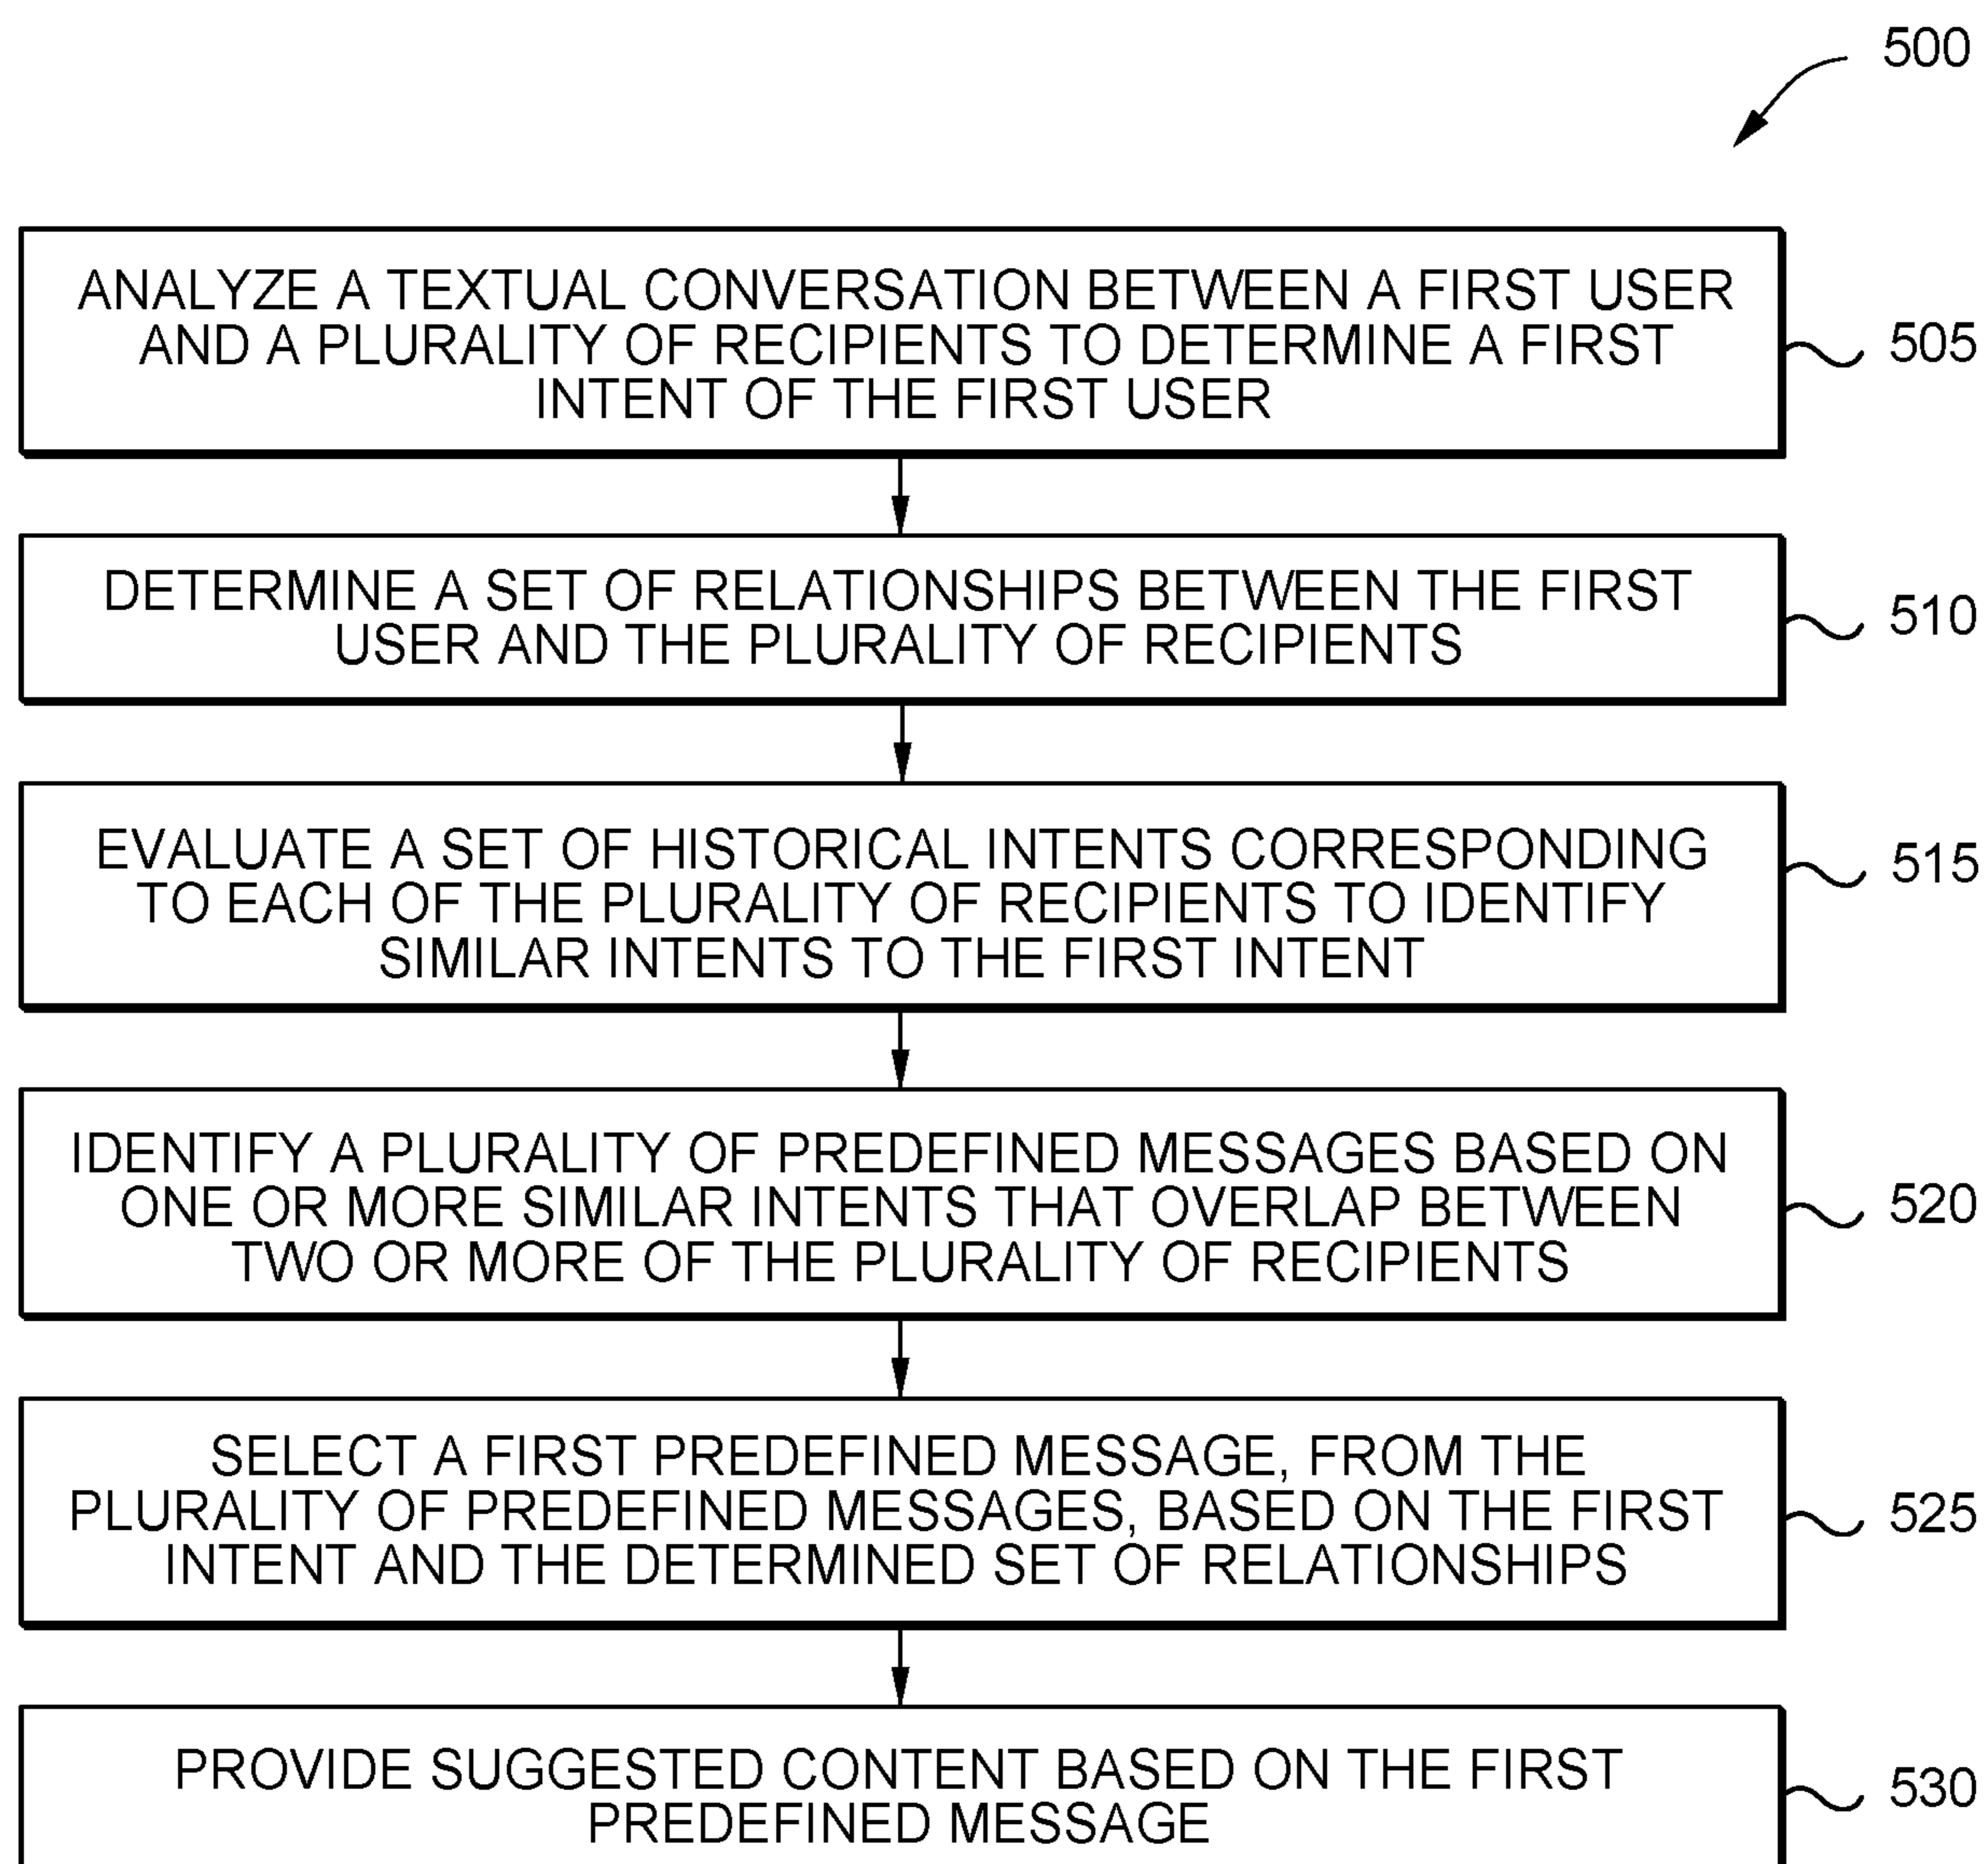 500
ANALYZE A TEXTUAL CONVERSATION BETWEEN A FIRST USER
AND A PLURALITY OF RECIPIENTS TO DETERMINE A FIRST
INTENT OF THE FIRST USER
505
DETERMINE A SET OF RELATIONSHIPS BETWEEN THE FIRST
USER AND THE PLURALITY OF RECIPIENTS
510
EVALUATE A SET OF HISTORICAL INTENTS CORRESPONDING
TO EACH OF THE PLURALITY OF RECIPIENTS TO IDENTIFY
SIMILAR INTENTS TO THE FIRST INTENT
515
IDENTIFY A PLURALITY OF PREDEFINED MESSAGES BASED ON
ONE OR MORE SIMILAR INTENTS THAT OVERLAP BETWEEN
TWO OR MORE OF THE PLURALITY OF RECIPIENTS
520
SELECT A FIRST PREDEFINED MESSAGE, FROM THE
PLURALITY OF PREDEFINED MESSAGES, BASED ON THE FIRST
INTENT AND THE DETERMINED SET OF RELATIONSHIPS
525
PROVIDE SUGGESTED CONTENT BASED ON THE FIRST
PREDEFINED MESSAGE
530